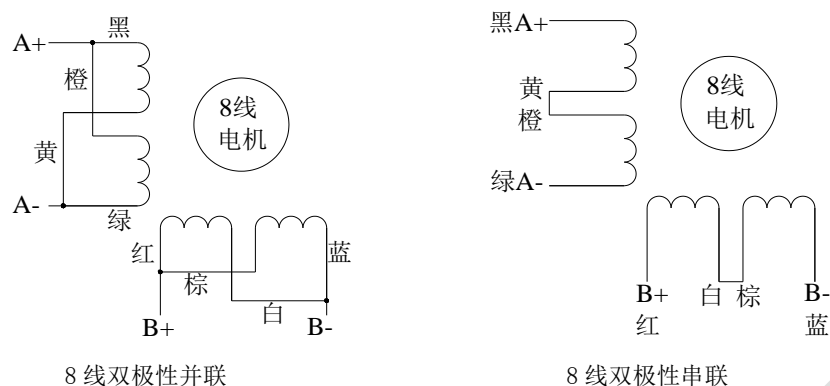 A+
黑
橙
黄
A-
绿
8线
电机
红
棕
白
蓝
B+
B-
8 线双极性并联
黑A+
黄
橙
绿A-
8线
电机
B+
红
白 棕
B-
蓝
8 线双极性串联